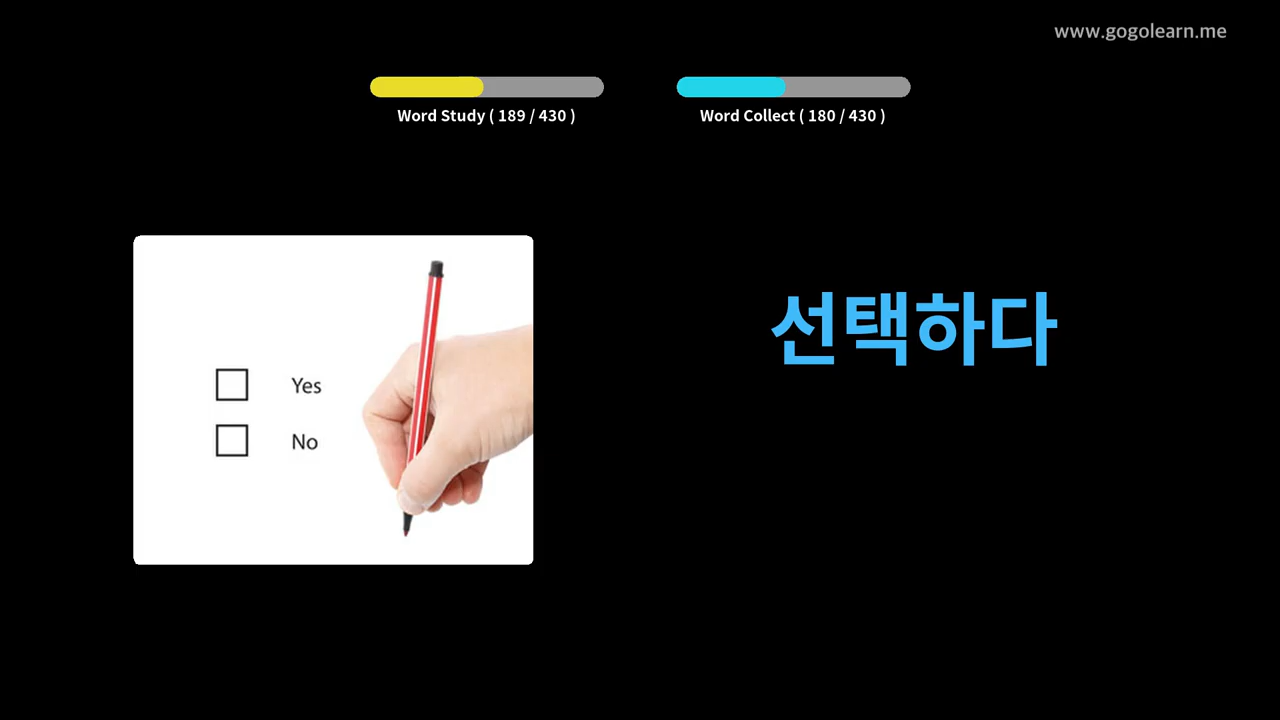 www.gogolearn.me
Word Study ( 189 / 430 )
Word Collect ( 180 / 430 )
Yes
No
선택하다